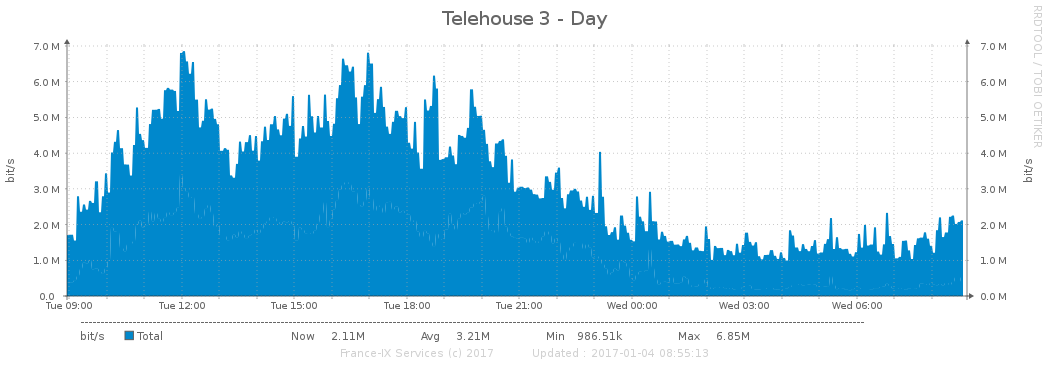 Telehouse 3 - Day
RRDTOOL / TOBI OETIKER
bit/s
bit/s
7.0 M 7.0 M
6.0 M 6.0 M
5.0 M 5.0 M
4.0 M 4.0 M
3.0 M 3.0 M
2.0 M 2.0 M
1.0 M 1.0 M
0.0 0.0 M
Tue 09:00 Tue 12:00 Tue 15:00 Tue 18:00 Tue 21:00 Wed 00:00 Wed 03:00 Wed 06:00
bit/s Total Now 2.11M Avg 3.21M Min 986.51k Max 6.85M
France-IX Services (c) 2017 Updated : 2017-01-04 08:55:13